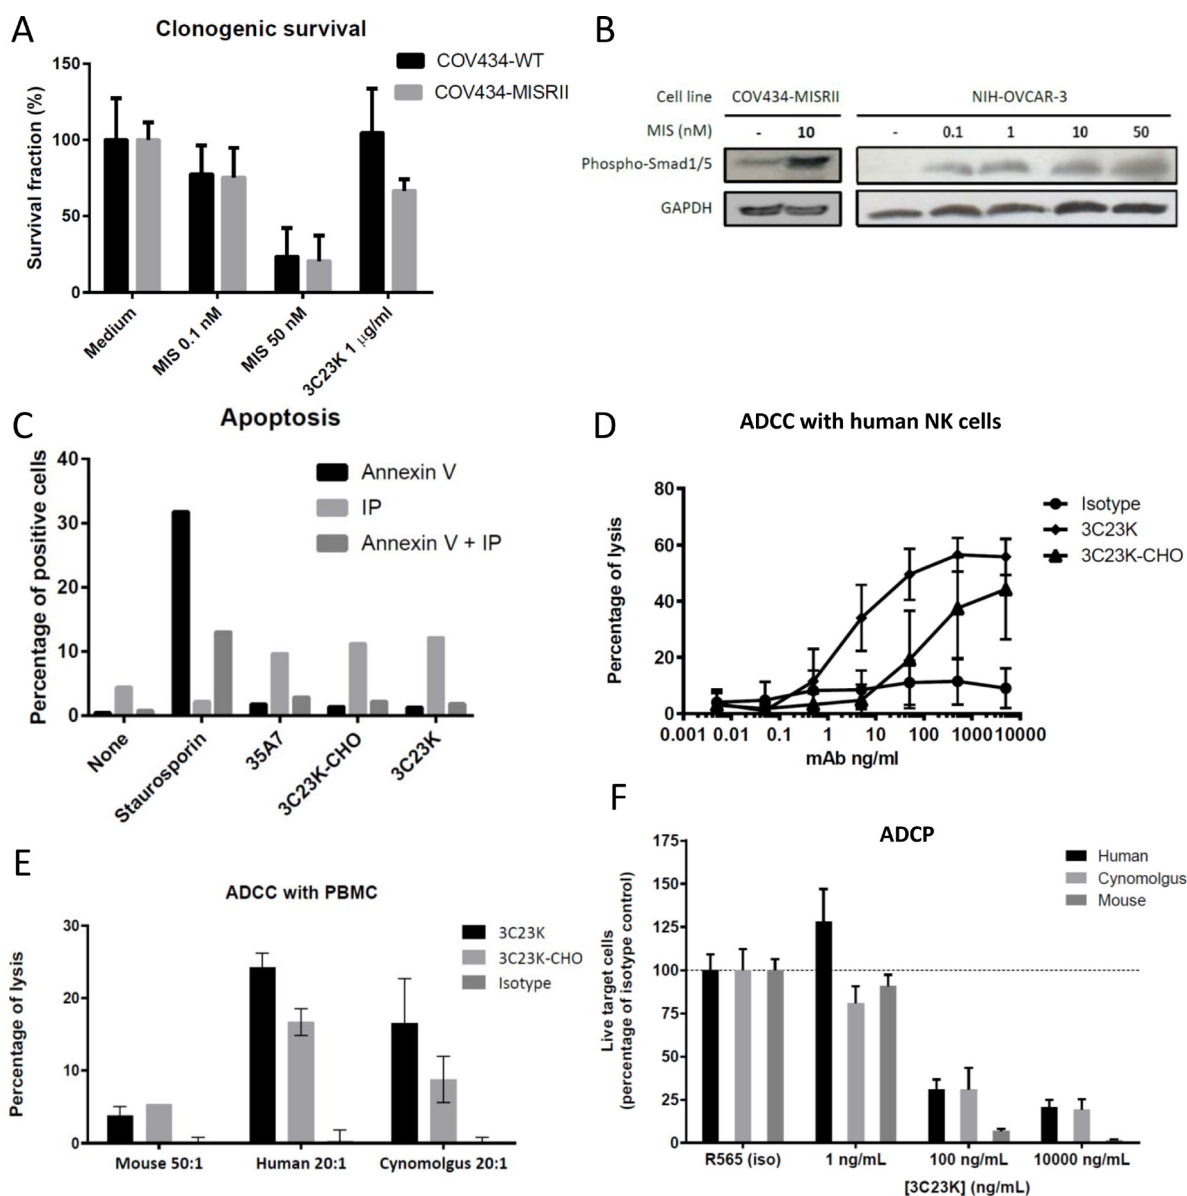 A
Clonogenic survival
COV434-WT
COV434-MISRII
Survival fraction (%)
150
100
50
0
Medium
MIS 0.1 nM
MIS 50 nM
3C23K 1 µg/ml
B
Cell line COV434-MISRII NIH-OVCAR-3
MIS (nM) - 10 - 0.1 1 10 50
Phospho-Smad1/5
GAPDH
C
Apoptosis
Annexin V
IP
Annexin V + IP
Percentage of positive cells
40
30
20
10
0
None
Staurosporin
35A7
3C23K-CHO
3C23K
D
ADCC with human NK cells
Isotype
3C23K
3C23K-CHO
Percentage of lysis
80
60
40
20
0
0.001 0.01 0.1 1 10 100 1000 10000
mAb ng/ml
E
ADCC with PBMC
3C23K
3C23K-CHO
Isotype
Percentage of lysis
30
20
10
0
Mouse 50:1 Human 20:1 Cynomolgus 20:1
F
ADCP
Human
Cynomolgus
Mouse
Live target cells
(percentage of isotype control)
175
150
125
100
75
50
25
0
R565 (iso) 1 ng/mL 100 ng/mL 10000 ng/mL
[3C23K] (ng/mL)